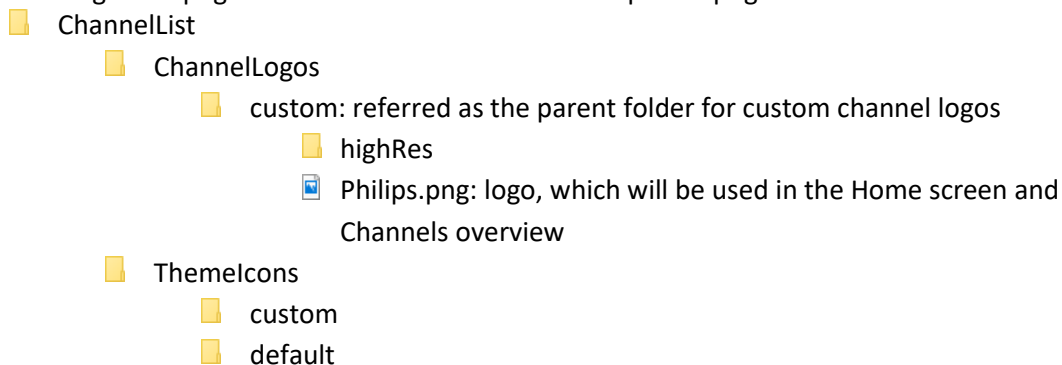 ChannelList
ChannelLogos
custom: referred as the parent folder for custom channel logos
highRes
Philips.png: logo, which will be used in the Home screen and
Channels overview
ThemeIcons
custom
default